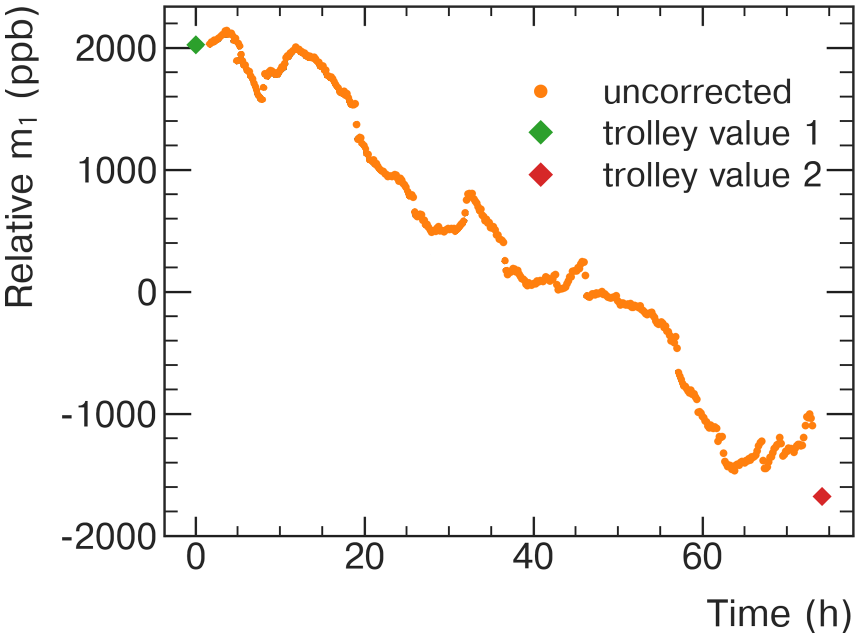 Relative m₁ (ppb)
2000
1000
0
-1000
-2000
uncorrected
trolley value 1
trolley value 2
0 20 40 60
Time (h)